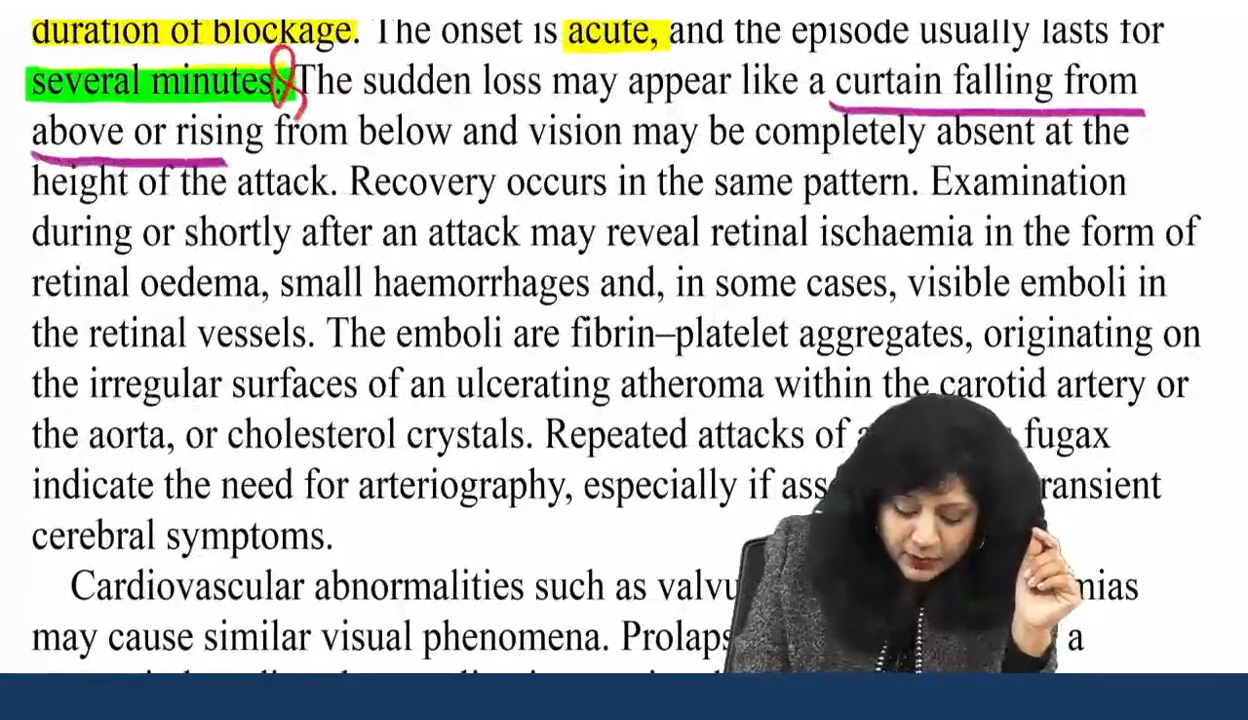 duration of blockage. The onset is acute, and the episode usually lasts for
several minutes. The sudden loss may appear like a curtain falling from
above or rising from below and vision may be completely absent at the
height of the attack. Recovery occurs in the same pattern. Examination
during or shortly after an attack may reveal retinal ischaemia in the form of
retinal oedema, small haemorrhages and, in some cases, visible emboli in
the retinal vessels. The emboli are fibrin–platelet aggregates, originating on
the irregular surfaces of an ulcerating atheroma within the carotid artery or
the aorta, or cholesterol crystals. Repeated attacks of fugax
indicate the need for arteriography, especially if
cerebral symptoms.
Cardiovascular abnormalities such as
may cause similar visual phenomena. a